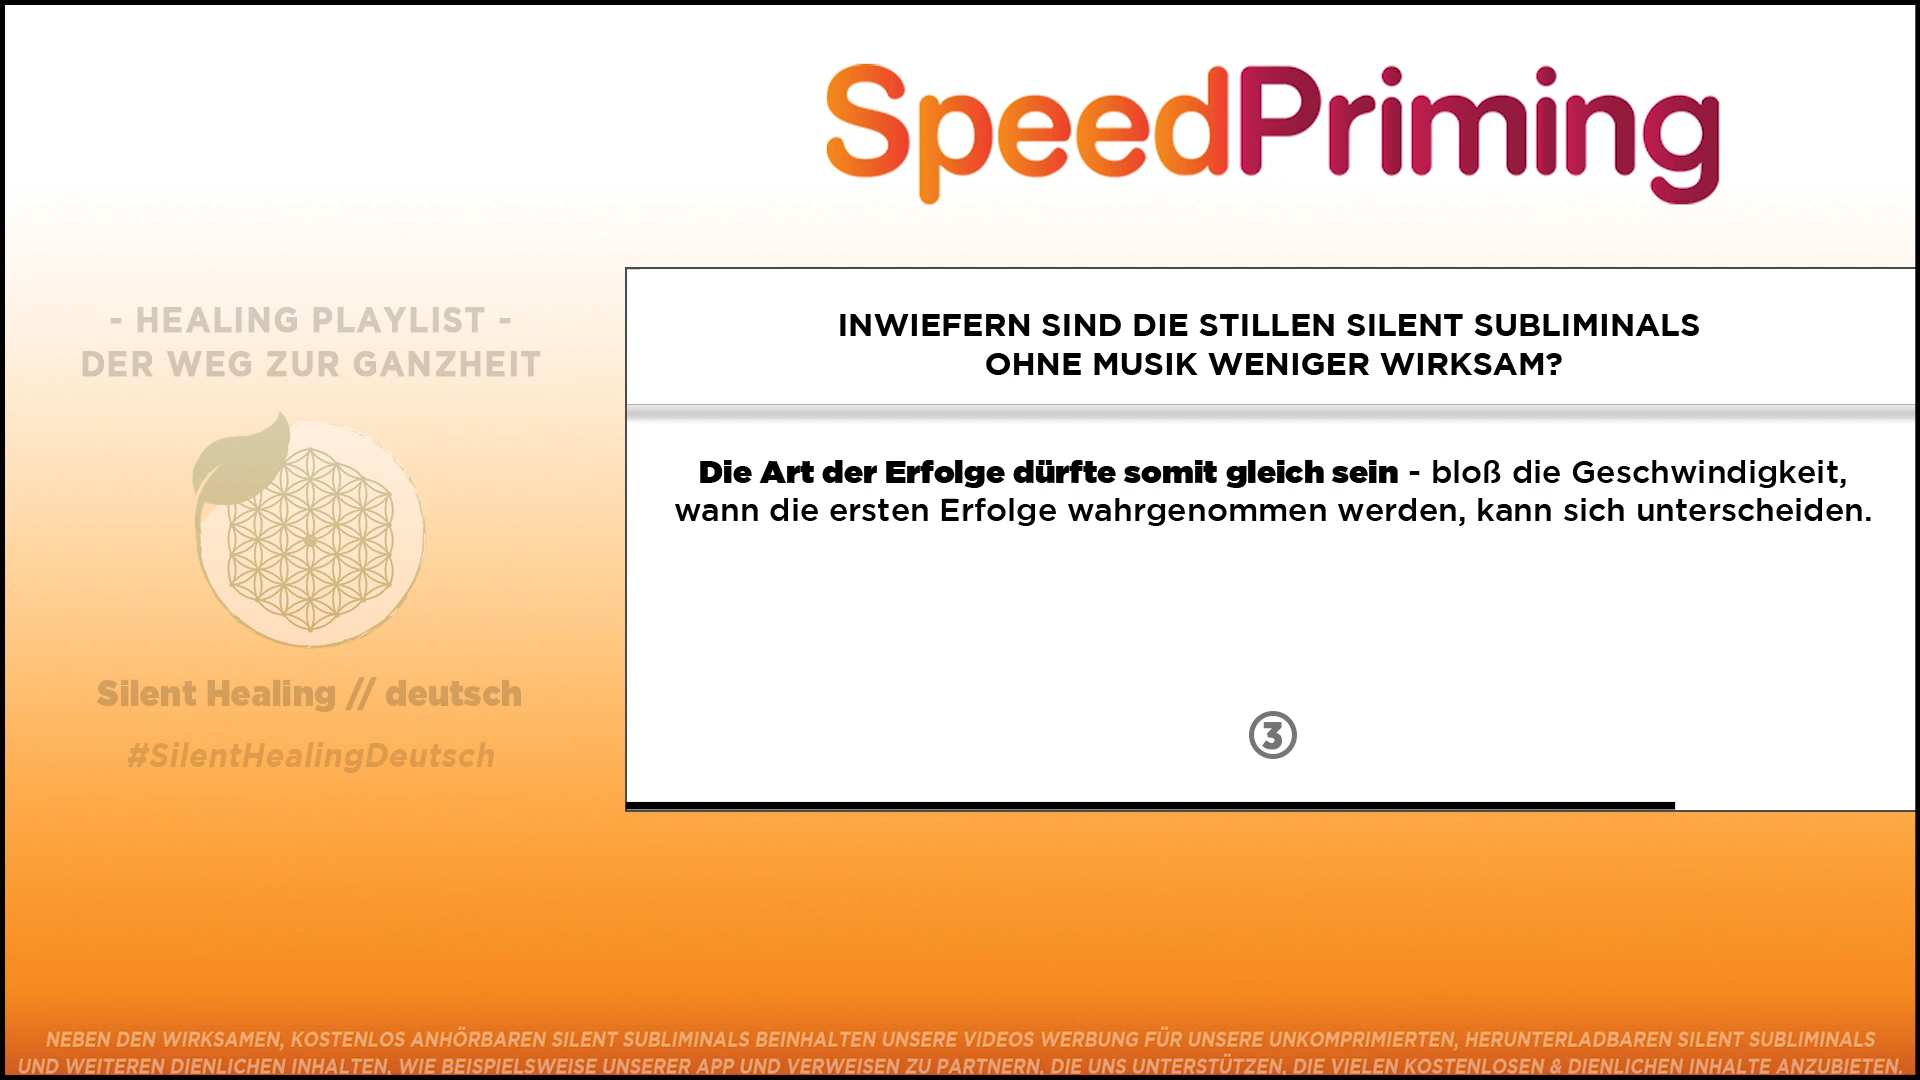 SpeedPriming
- HEALING PLAYLIST -
DER WEG ZUR GANZHEIT
Silent Healing // deutsch
#SilentHealingDeutsch
INWIEFERN SIND DIE STILLEN SILENT SUBLIMINALS
OHNE MUSIK WENIGER WIRKSAM?
Die Art der Erfolge dürfte somit gleich sein - bloß die Geschwindigkeit,
wann die ersten Erfolge wahrgenommen werden, kann sich unterscheiden.
3
NEBEN DEN WIRKSAMEN, KOSTENLOS ANHÖRBAREN SILENT SUBLIMINALS BEINHALTEN UNSERE VIDEOS WERBUNG FÜR UNSERE UNKOMPRIMIERTEN, HERUNTERLADBAREN SILENT SUBLIMINALS
UND WEITEREN DIENLICHEN INHALTEN, WIE BEISPIELSWEISE UNSERER APP UND VERWEISEN ZU PARTNERN, DIE UNS UNTERSTÜTZEN, DIE VIELEN KOSTENLOSEN & DIENLICHEN INHALTE ANZUBIETEN.